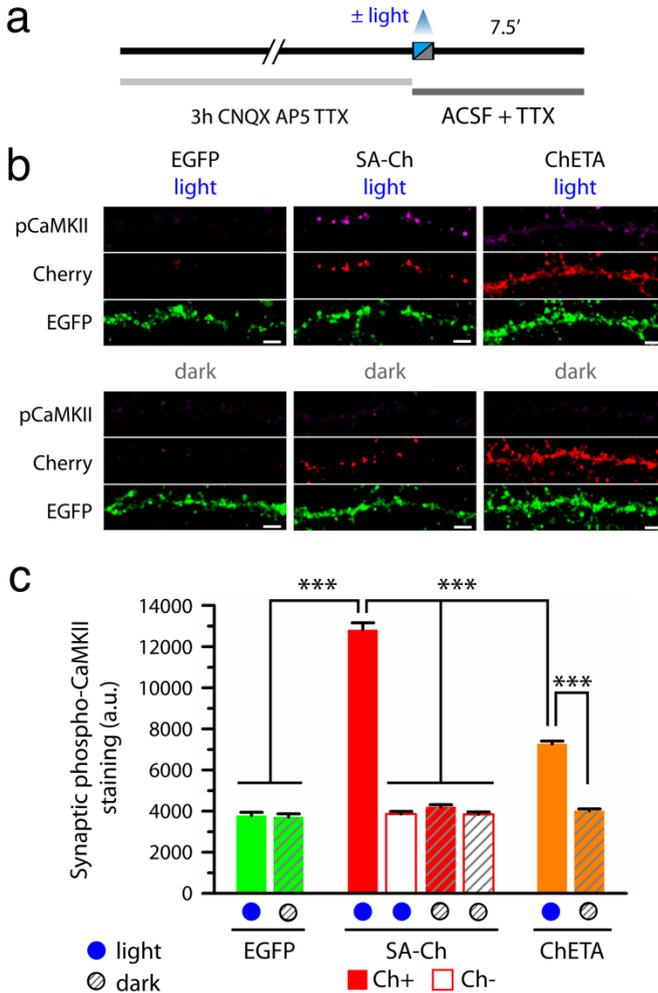 a
± light
7.5′
3h CNQX AP5 TTX
ACSF + TTX
b
EGFP SA-Ch ChETA
light light light
pCaMKII
Cherry
EGFP
dark dark dark
pCaMKII
Cherry
EGFP
c
*** ***
***
Synaptic phospho-CaMKII
staining (a.u.)
14000
12000
10000
8000
6000
4000
2000
0
EGFP SA-Ch ChETA
light
dark
Ch+ Ch-